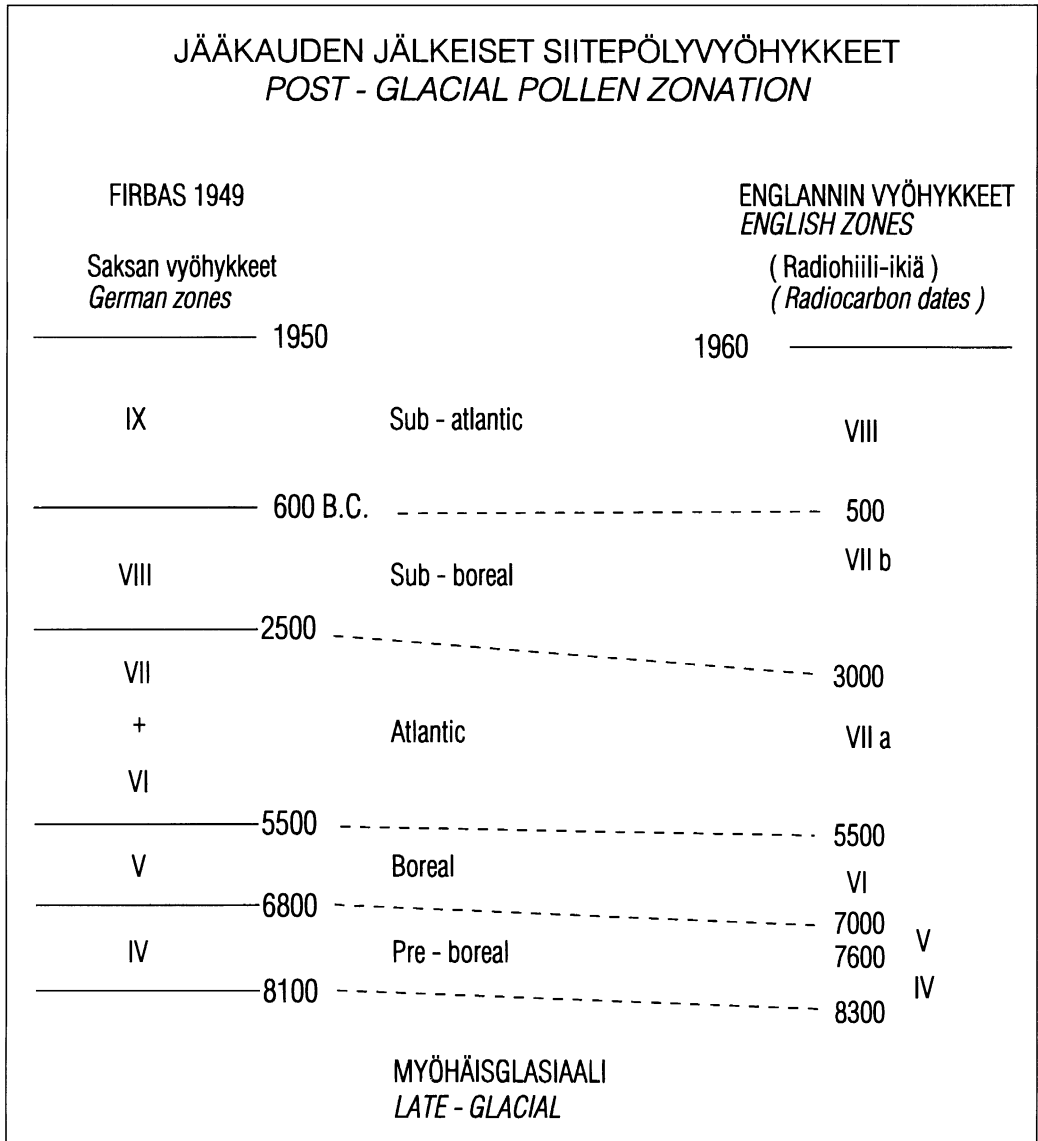 JÄÄKAUDEN JÄLKEISET SIITEPÖLYVYÖHYKKEET
POST - GLACIAL POLLEN ZONATION
FIRBAS 1949
ENGLANNIN VYÖHYKKEET
ENGLISH ZONES
Saksan vyöhykkeet
German zones
( Radiohiili-ikiä )
( Radiocarbon dates )
1950
1960
IX Sub - atlantic VIII
600 B.C. 500
VIII Sub - boreal VII b
2500 3000
VII
+ Atlantic VII a
VI
5500 5500
V Boreal VI
6800 7000
IV Pre - boreal 7600 V
8100 8300 IV
MYÖHÄISGLASIAALI
LATE - GLACIAL